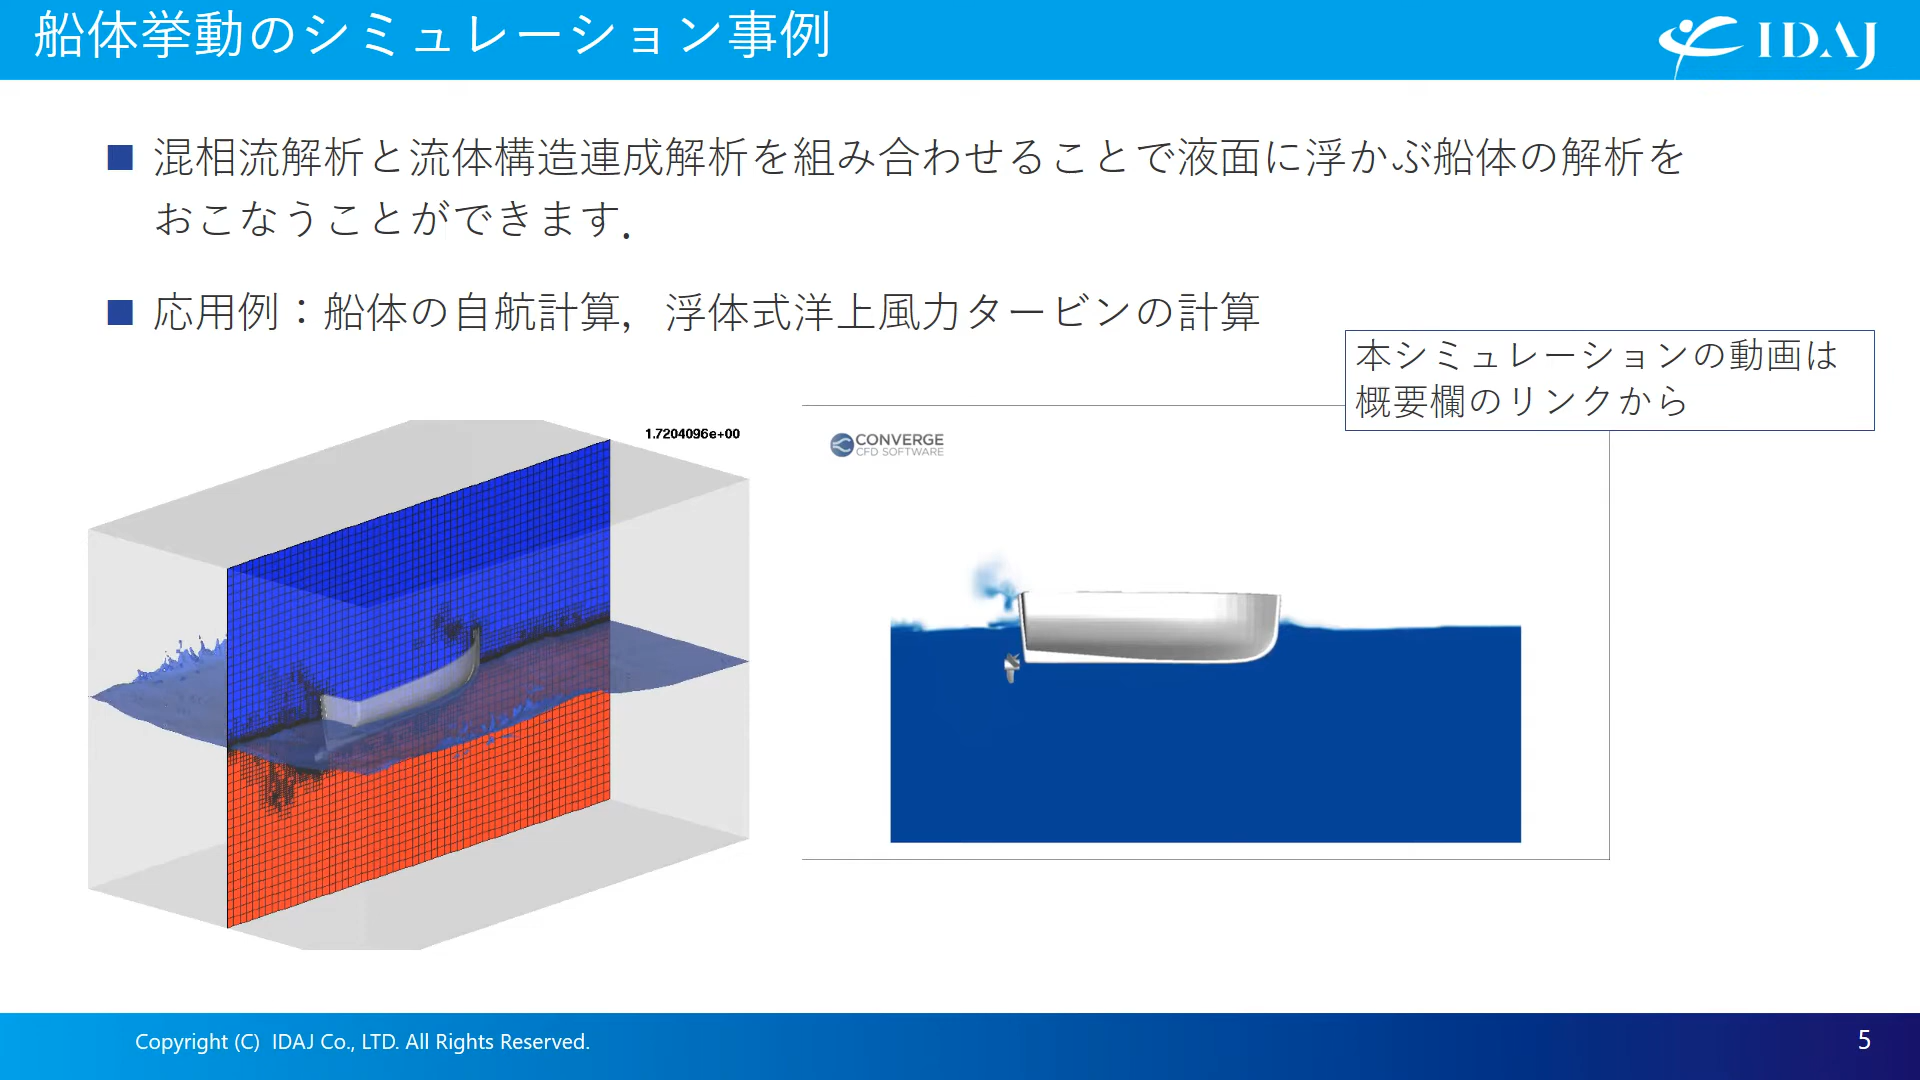 船体挙動のシミュレーション事例
IDAJ
■ 混相流解析と流体構造連成解析を組み合わせることで液面に浮かぶ船体の解析を
おこなうことができます．
■ 応用例：船体の自航計算，浮体式洋上風力タービンの計算
本シミュレーションの動画は
概要欄のリンクから
1.7204096e+00
CONVERGE
CFD SOFTWARE
Copyright (C)  IDAJ Co., LTD. All Rights Reserved.
5